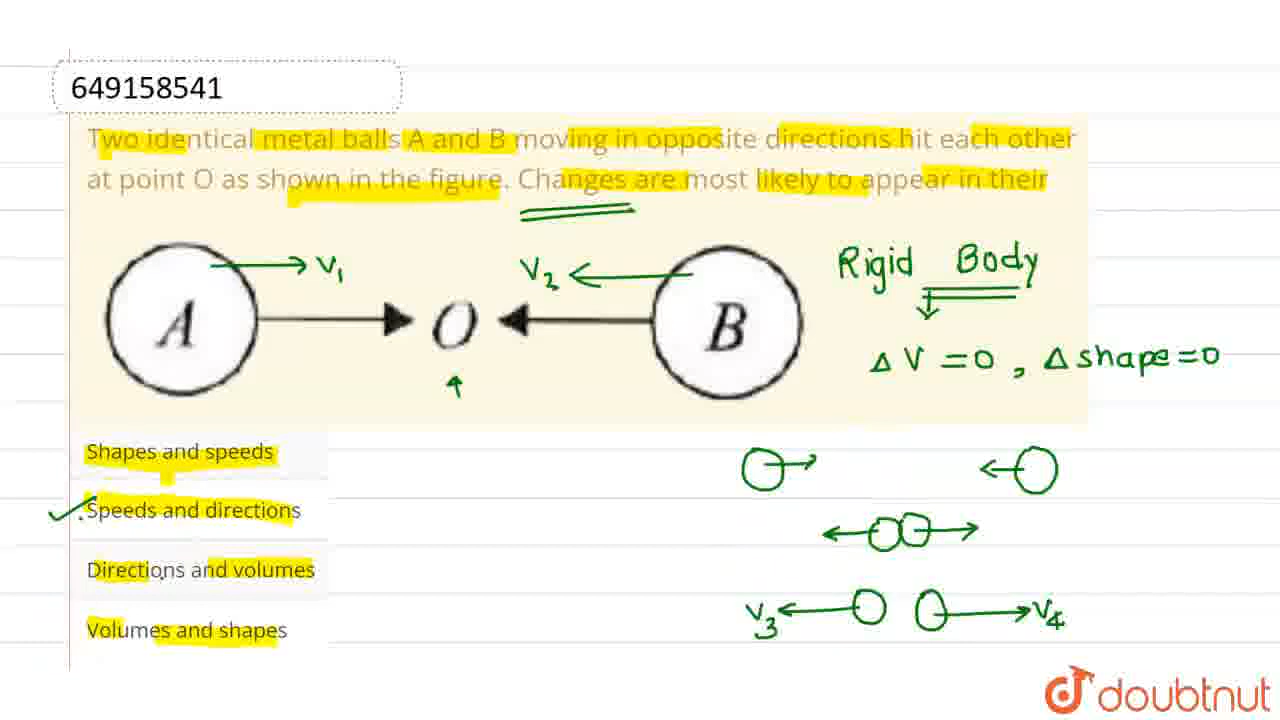 649158541
Two identical metal balls A and B moving in opposite directions hit each other
at point O as shown in the figure. Changes are most likely to appear in their
V1
V2
Rigid Body
A
O
B
Δ V = 0, Δ shape = 0
Shapes and speeds
Speeds and directions
Directions and volumes
Volumes and shapes
V3
V4
doubtnut